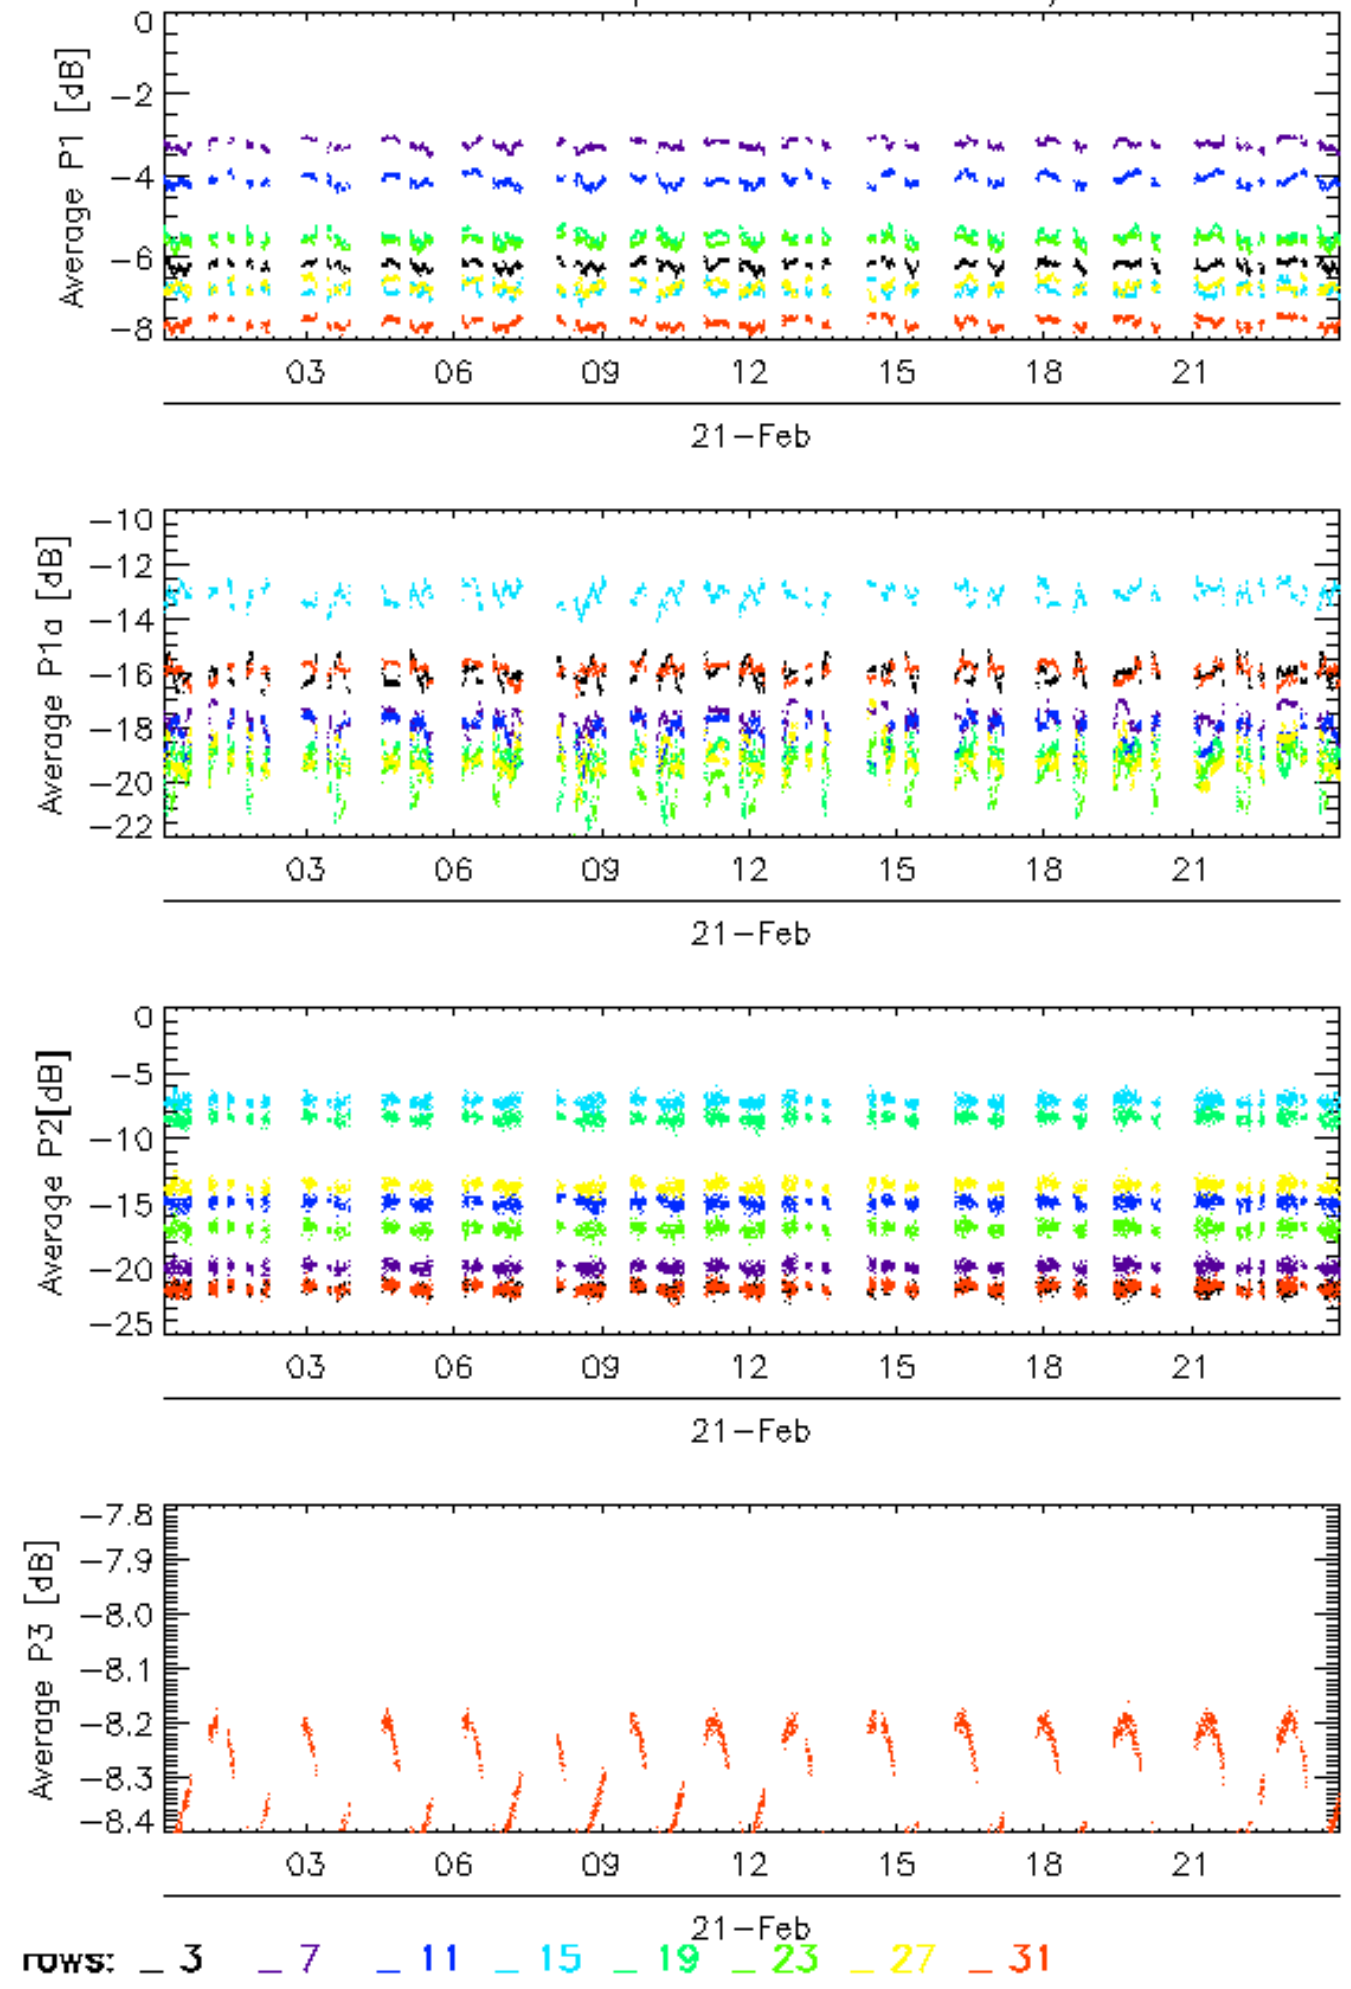 0
−2
−4
−6
−8
Average P1 [dB]
03 06 09 12 15 18 21
21−Feb
−10
−12
−14
−16
−18
−20
−22
Average P1a [dB]
03 06 09 12 15 18 21
21−Feb
0
−5
−10
−15
−20
−25
Average P2[dB]
03 06 09 12 15 18 21
21−Feb
−7.8
−7.9
−8.0
−8.1
−8.2
−8.3
−8.4
Average P3 [dB]
03 06 09 12 15 18 21
21−Feb
rows: _ 3 _ 7 _ 11 _ 15 _ 19 _ 23 _ 27 _ 31